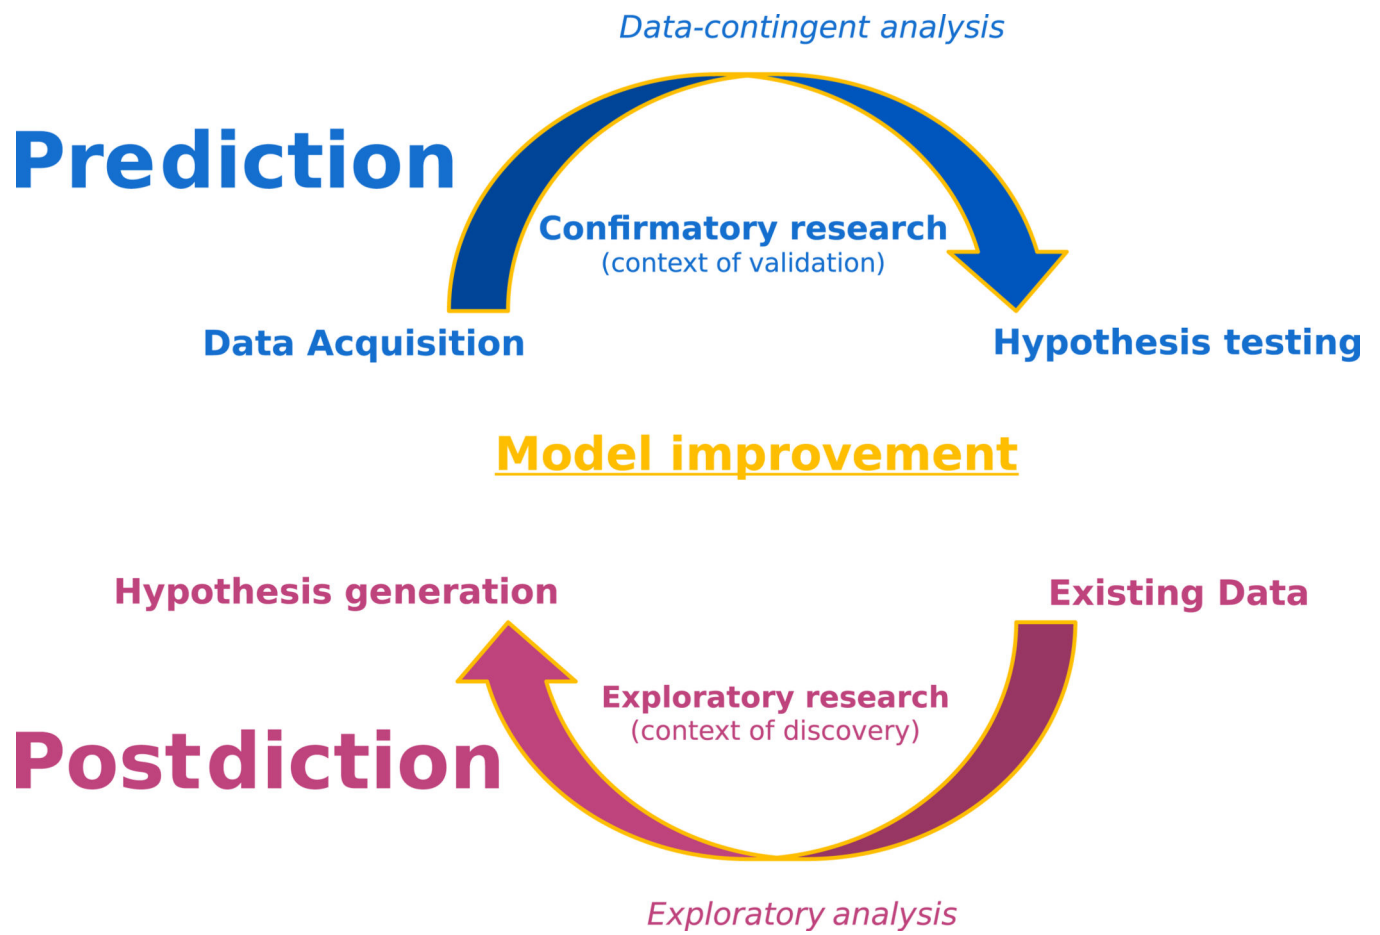 Data-contingent analysis
Prediction
Confirmatory research
(context of validation)
Data Acquisition
Hypothesis testing
Model improvement
Hypothesis generation
Existing Data
Exploratory research
(context of discovery)
Postdiction
Exploratory analysis